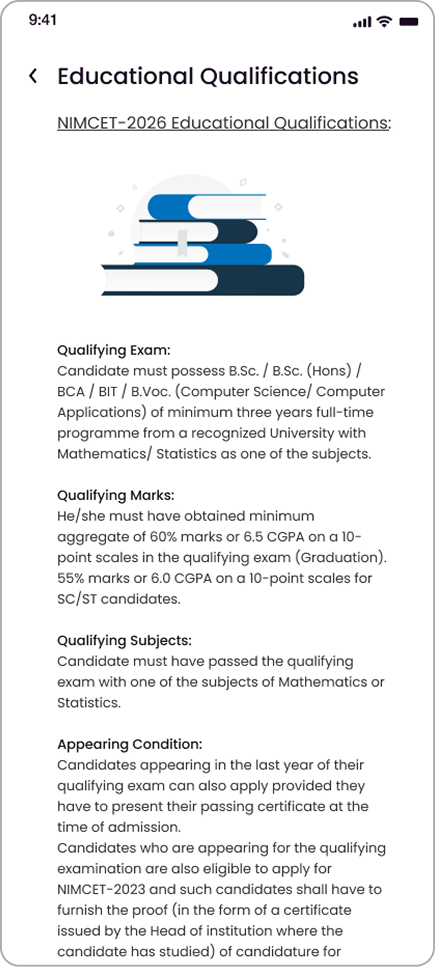 9:41
Educational Qualifications
NIMCET-2026 Educational Qualifications:
Qualifying Exam:
Candidate must possess B.Sc. / B.Sc. (Hons) /
BCA / BIT / B.Voc. (Computer Science/ Computer
Applications) of minimum three years full-time
programme from a recognized University with
Mathematics/ Statistics as one of the subjects.
Qualifying Marks:
He/she must have obtained minimum
aggregate of 60% marks or 6.5 CGPA on a 10-
point scales in the qualifying exam (Graduation).
55% marks or 6.0 CGPA on a 10-point scales for
SC/ST candidates.
Qualifying Subjects:
Candidate must have passed the qualifying
exam with one of the subjects of Mathematics or
Statistics.
Appearing Condition:
Candidates appearing in the last year of their
qualifying exam can also apply provided they
have to present their passing certificate at the
time of admission.
Candidates who are appearing for the qualifying
examination are also eligible to apply for
NIMCET-2023 and such candidates shall have to
furnish the proof (in the form of a certificate
issued by the Head of institution where the
candidate has studied) of candidature for